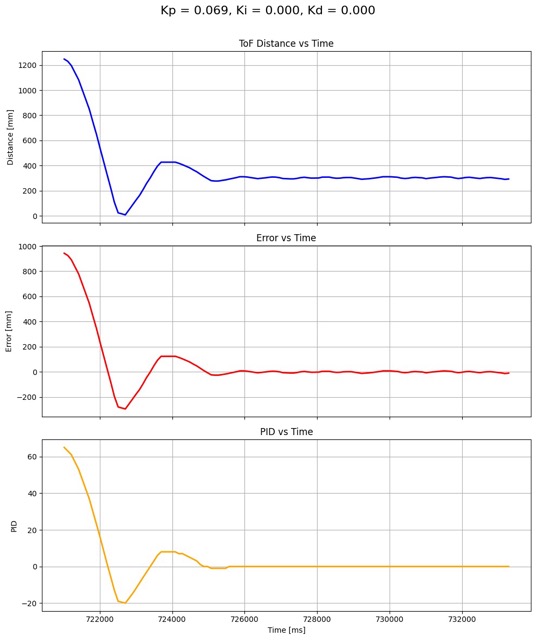 Kp = 0.069, Ki = 0.000, Kd = 0.000
ToF Distance vs Time
1200
1000
800
600
400
200
0
Distance [mm]
Error vs Time
1000
800
600
400
200
0
−200
Error [mm]
PID vs Time
60
40
20
0
−20
PID
722000 724000 726000 728000 730000 732000
Time [ms]